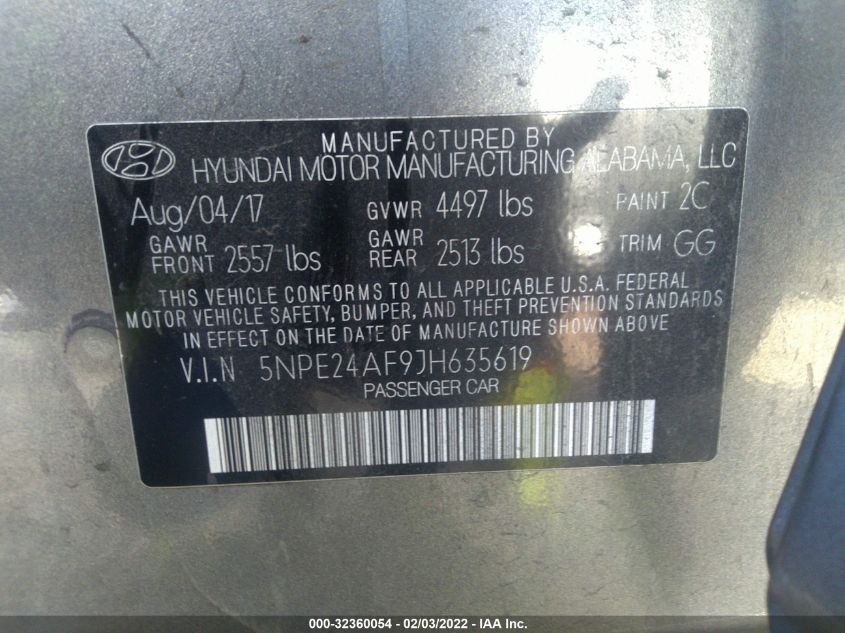 MANUFACTURED BY
HYUNDAI MOTOR MANUFACTURING ALABAMA, LLC
Aug/04/17 GVWR 4497 lbs PAINT 2C
GAWR FRONT 2557 lbs GAWR REAR 2513 lbs TRIM GG
THIS VEHICLE CONFORMS TO ALL APPLICABLE U.S.A. FEDERAL
MOTOR VEHICLE SAFETY, BUMPER, AND THEFT PREVENTION STANDARDS
IN EFFECT ON THE DATE OF MANUFACTURE SHOWN ABOVE
V.I.N 5NPE24AF9JH635619
PASSENGER CAR
000-32360054 - 02/03/2022 - IAA Inc.